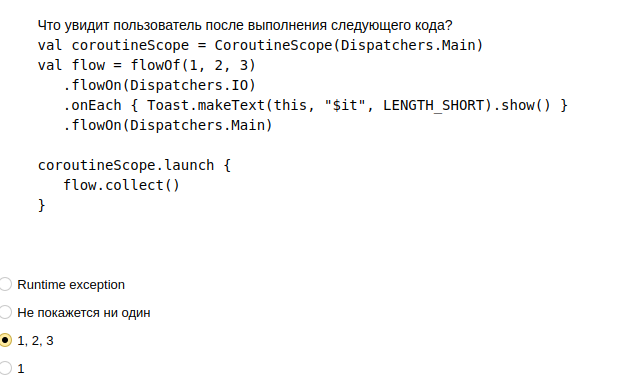 Что увидит пользователь после выполнения следующего кода?
val coroutineScope = CoroutineScope(Dispatchers.Main)
val flow = flowOf(1, 2, 3)
.flowOn(Dispatchers.IO)
.onEach { Toast.makeText(this, "$it", LENGTH_SHORT).show() }
.flowOn(Dispatchers.Main)
coroutineScope.launch {
flow.collect()
}
Runtime exception
Не покажется ни один
1, 2, 3
1